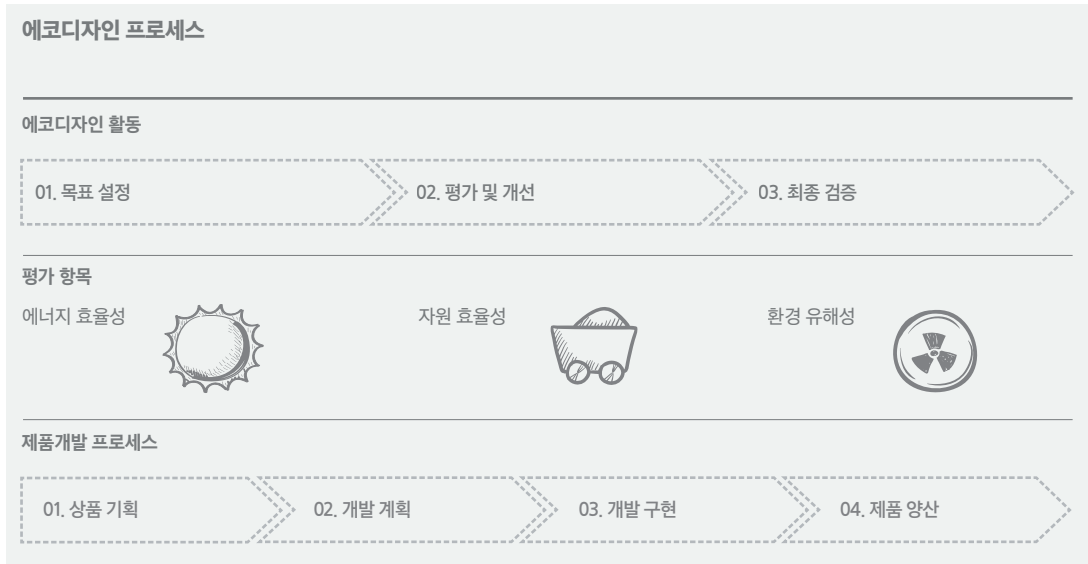 에코디자인 프로세스
에코디자인 활동
01. 목표 설정
02. 평가 및 개선
03. 최종 검증
평가 항목
에너지 효율성
자원 효율성
환경 유해성
제품개발 프로세스
01. 상품 기획
02. 개발 계획
03. 개발 구현
04. 제품 양산